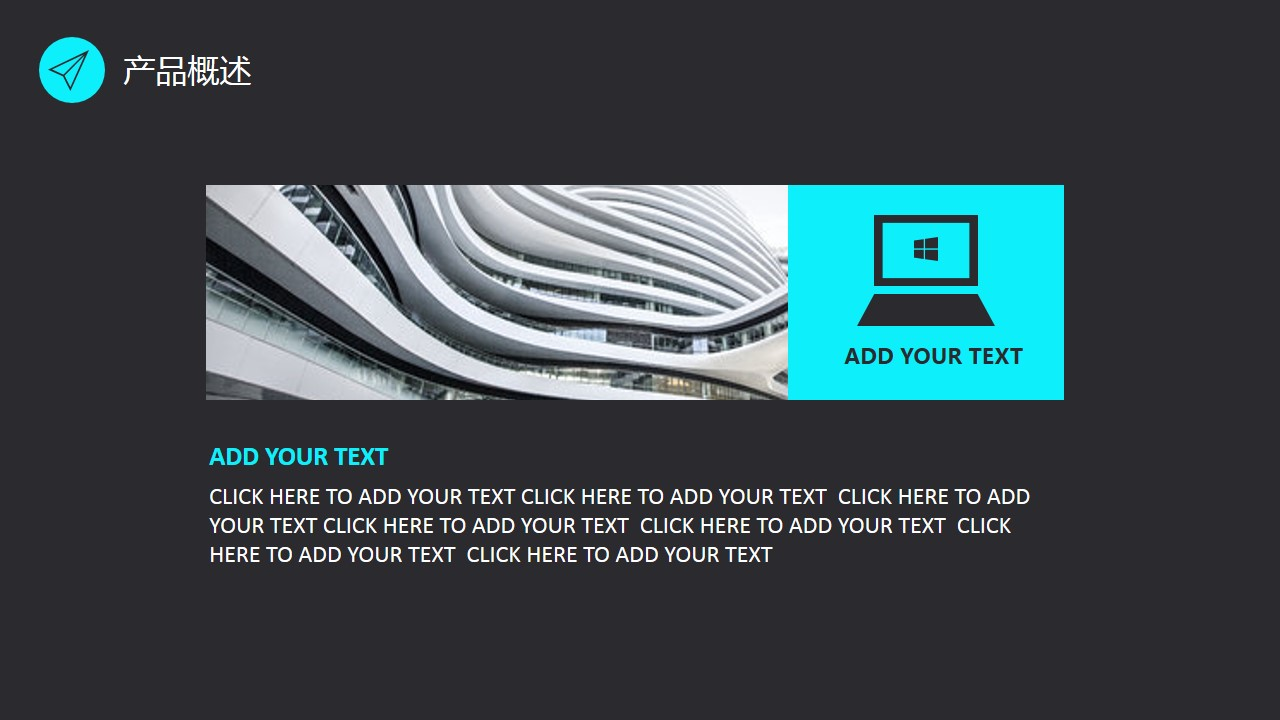 产品概述
ADD YOUR TEXT
ADD YOUR TEXT
CLICK HERE TO ADD YOUR TEXT CLICK HERE TO ADD YOUR TEXT  CLICK HERE TO ADD
YOUR TEXT CLICK HERE TO ADD YOUR TEXT  CLICK HERE TO ADD YOUR TEXT  CLICK
HERE TO ADD YOUR TEXT  CLICK HERE TO ADD YOUR TEXT